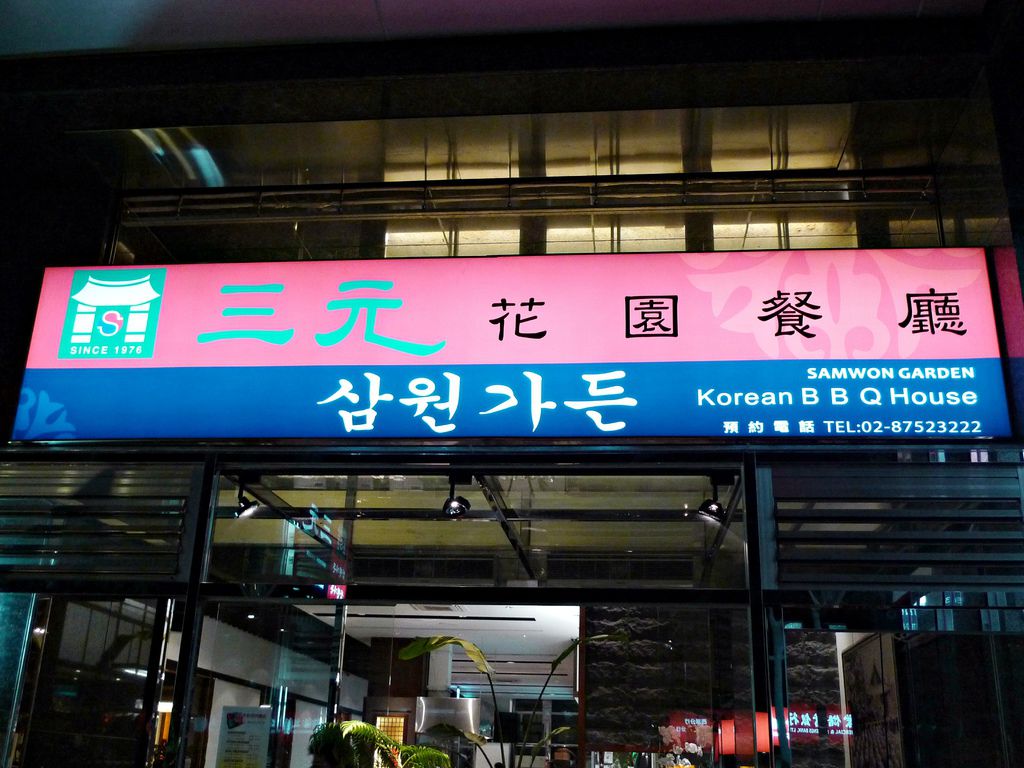 S
SINCE 1976
三元 花園餐廳
삼원가든
SAMWON GARDEN
Korean B B Q House
預約電話 TEL:02-87523222